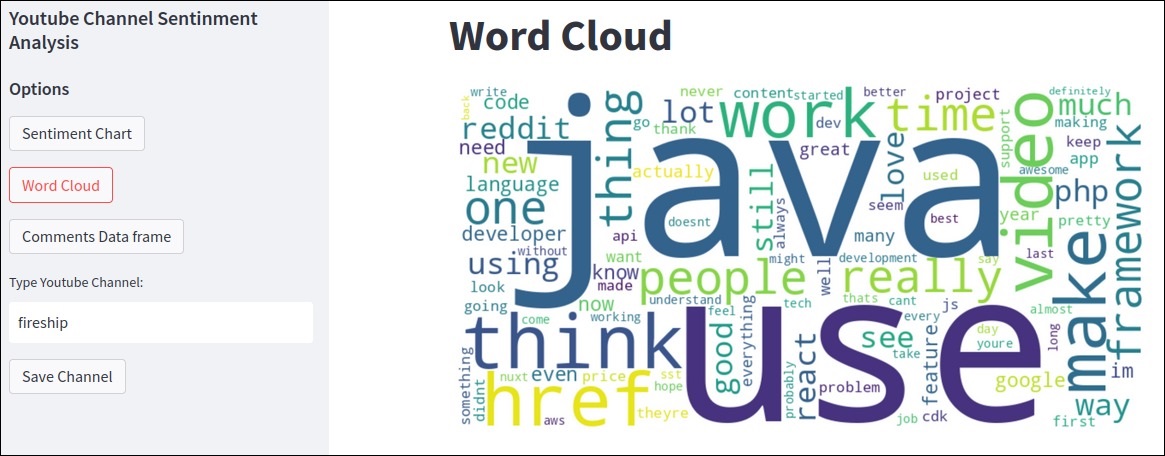 Youtube Channel Sentinment
Analysis
Options
Sentiment Chart
Word Cloud
Comments Data frame
Type Youtube Channel:
fireship
Save Channel
Word Cloud
back
write
code
reddit
need
new
language
one
developer
without
using
look
going
java
thing
go
lot
thank
never
content
started
work
dev
great
better
project
time
actually
doesnt
still
always
love
seem
used
best
many
support
video
definitely
much
making
keep
app
awesome
php
year
pretty
framework
last
make
api
want
know
made
now
people
might
well
development
really
say
understand
feel
tech
thats
cant
js
every
almost
come
working
think
use
good
everything
react
see
take
feature
day
youre
long
google
im
way
first
something
didnt
nuxt
even
price
sst
hope
href
theyre
aws
probably
problem
job
cdk